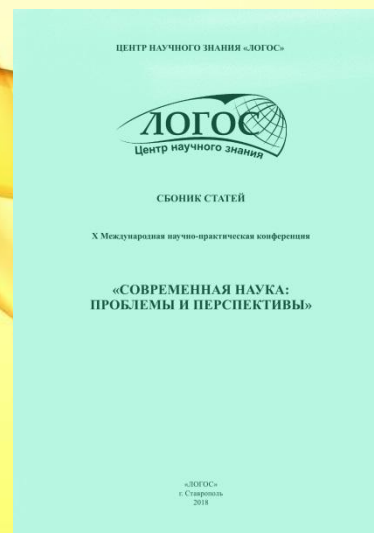 ЦЕНТР НАУЧНОГО ЗНАНИЯ «ЛОГОС»
ЛОГОС
Центр научного знания
СБОНИК СТАТЕЙ
X Международная научно-практическая конференция
«СОВРЕМЕННАЯ НАУКА:
ПРОБЛЕМЫ И ПЕРСПЕКТИВЫ»
«ЛОГОС»
г. Ставрополь
2018